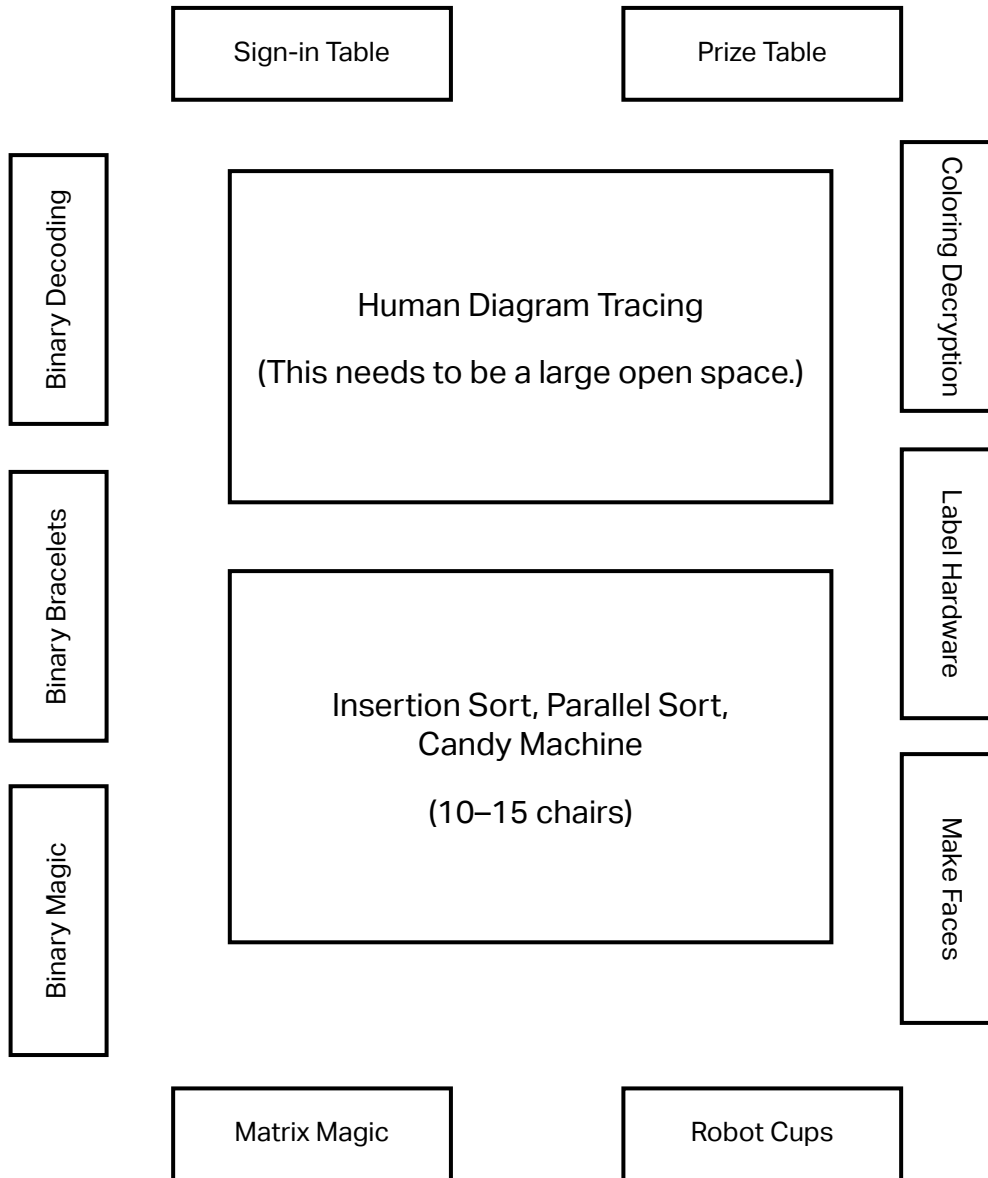 Sign-in Table
Prize Table
Binary Decoding
Human Diagram Tracing
(This needs to be a large open space.)
Coloring Decryption
Binary Bracelets
Label Hardware
Insertion Sort, Parallel Sort,
Candy Machine
(10–15 chairs)
Binary Magic
Make Faces
Matrix Magic
Robot Cups